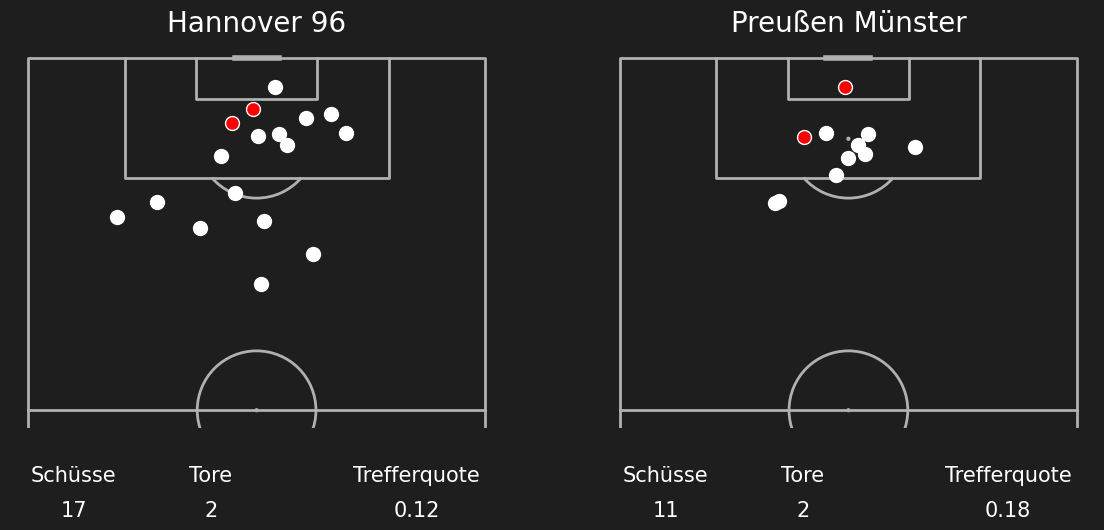 Hannover 96
Preußen Münster
Schüsse Tore Trefferquote
17 2 0.12
Schüsse Tore Trefferquote
11 2 0.18